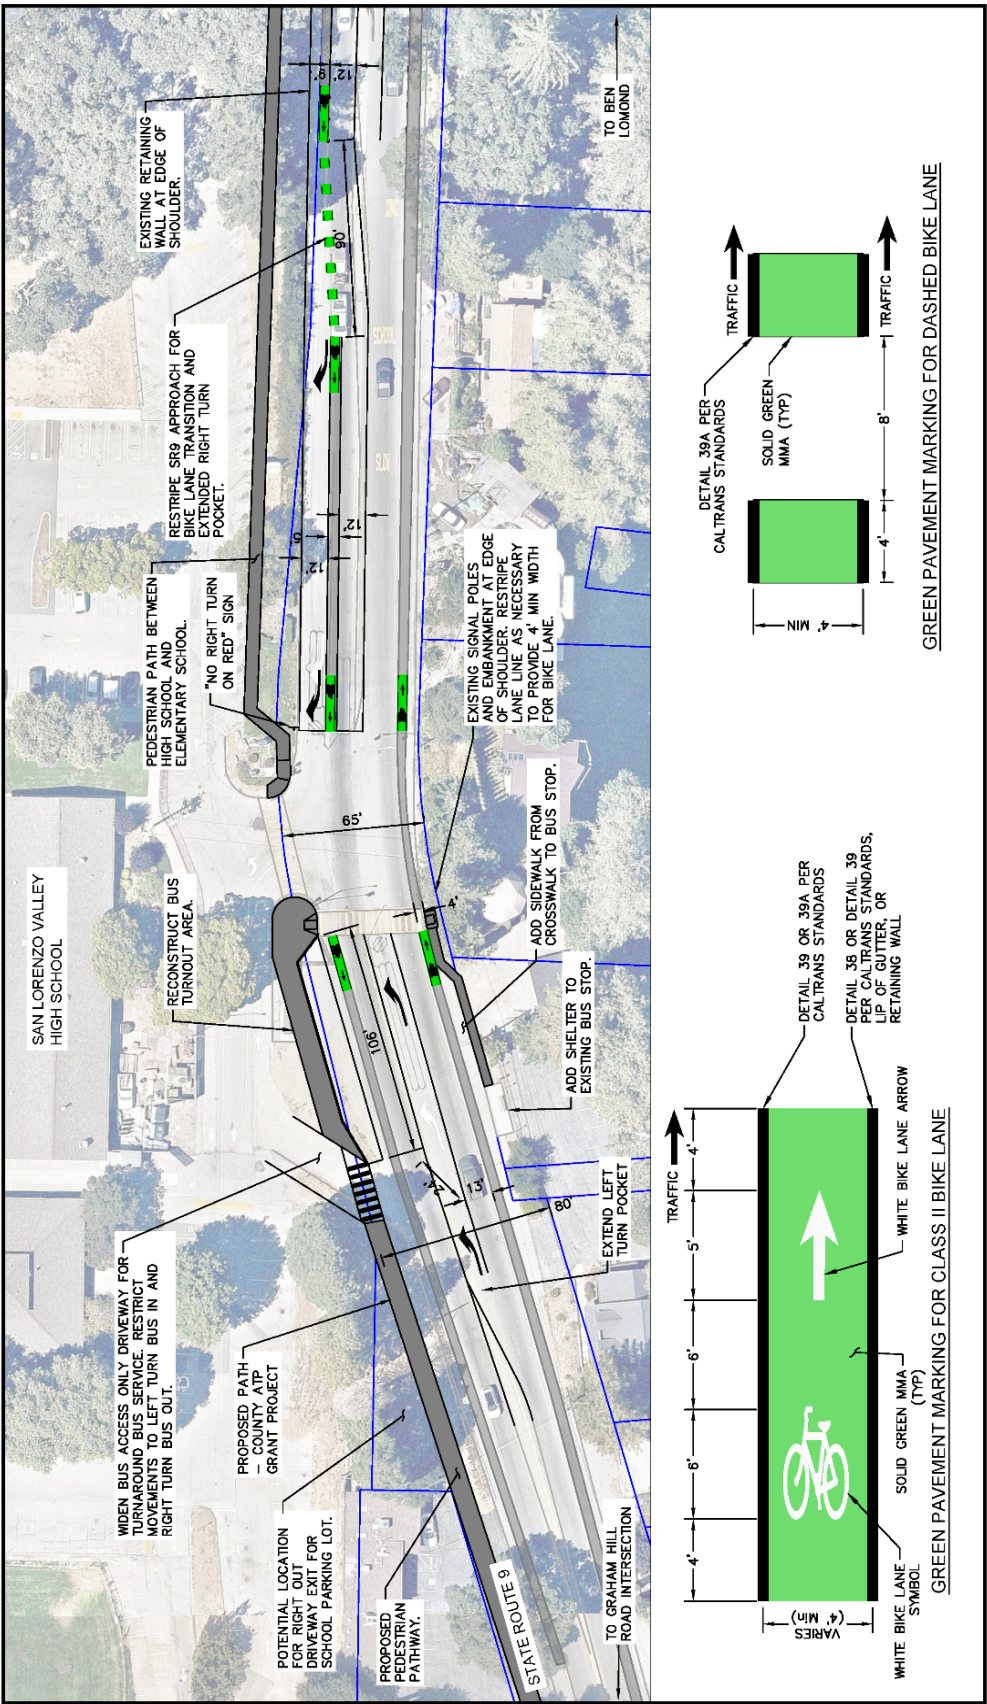 SAN LORENZO VALLEY
HIGH SCHOOL
WIDEN BUS ACCESS ONLY DRIVEWAY FOR
TURNAROUND BUS SERVICE. RESTRICT
MOVEMENTS TO LEFT TURN BUS IN AND
RIGHT TURN BUS OUT.
RECONSTRUCT BUS
TURNOUT AREA.
PEDESTRIAN PATH BETWEEN
HIGH SCHOOL AND
ELEMENTARY SCHOOL.
"NO RIGHT TURN
ON RED" SIGN
RESTRIPE SR9 APPROACH FOR
BIKE LANE TRANSITION AND
EXTENDED RIGHT TURN
POCKET.
EXISTING RETAINING
WALL AT EDGE OF
SHOULDER.
PROPOSED PATH
- COUNTY ATP
GRANT PROJECT
POTENTIAL LOCATION
FOR RIGHT OUT
DRIVEWAY EXIT FOR
SCHOOL PARKING LOT.
PROPOSED
PEDESTRIAN
PATHWAY.
STATE ROUTE 9
TO GRAHAM HILL
ROAD INTERSECTION
EXTEND LEFT
TURN POCKET
ADD SHELTER TO
EXISTING BUS STOP.
ADD SIDEWALK FROM
CROSSWALK TO BUS STOP.
EXISTING SIGNAL POLES
AND EMBANKMENT AT EDGE
OF SHOULDER. RESTRIPE
LANE LINE AS NECESSARY
TO PROVIDE 4' MIN WIDTH
FOR BIKE LANE.
TO BEN
LOMOND
80'
13'
106'
4'
65'
12'
5
12'
90'
9'
12'
TRAFFIC
4'
6'
6'
5'
4'
VARIES
(4' Min)
WHITE BIKE LANE
SYMBOL
SOLID GREEN MMA
(TYP)
WHITE BIKE LANE ARROW
DETAIL 39 OR 39A PER
CALTRANS STANDARDS
DETAIL 38 OR DETAIL 39
PER CALTRANS STANDARDS,
LIP OF GUTTER, OR
RETAINING WALL
GREEN PAVEMENT MARKING FOR CLASS II BIKE LANE
DETAIL 39A PER
CALTRANS STANDARDS
SOLID GREEN
MMA (TYP)
TRAFFIC
TRAFFIC
4' MIN
4'
8'
GREEN PAVEMENT MARKING FOR DASHED BIKE LANE